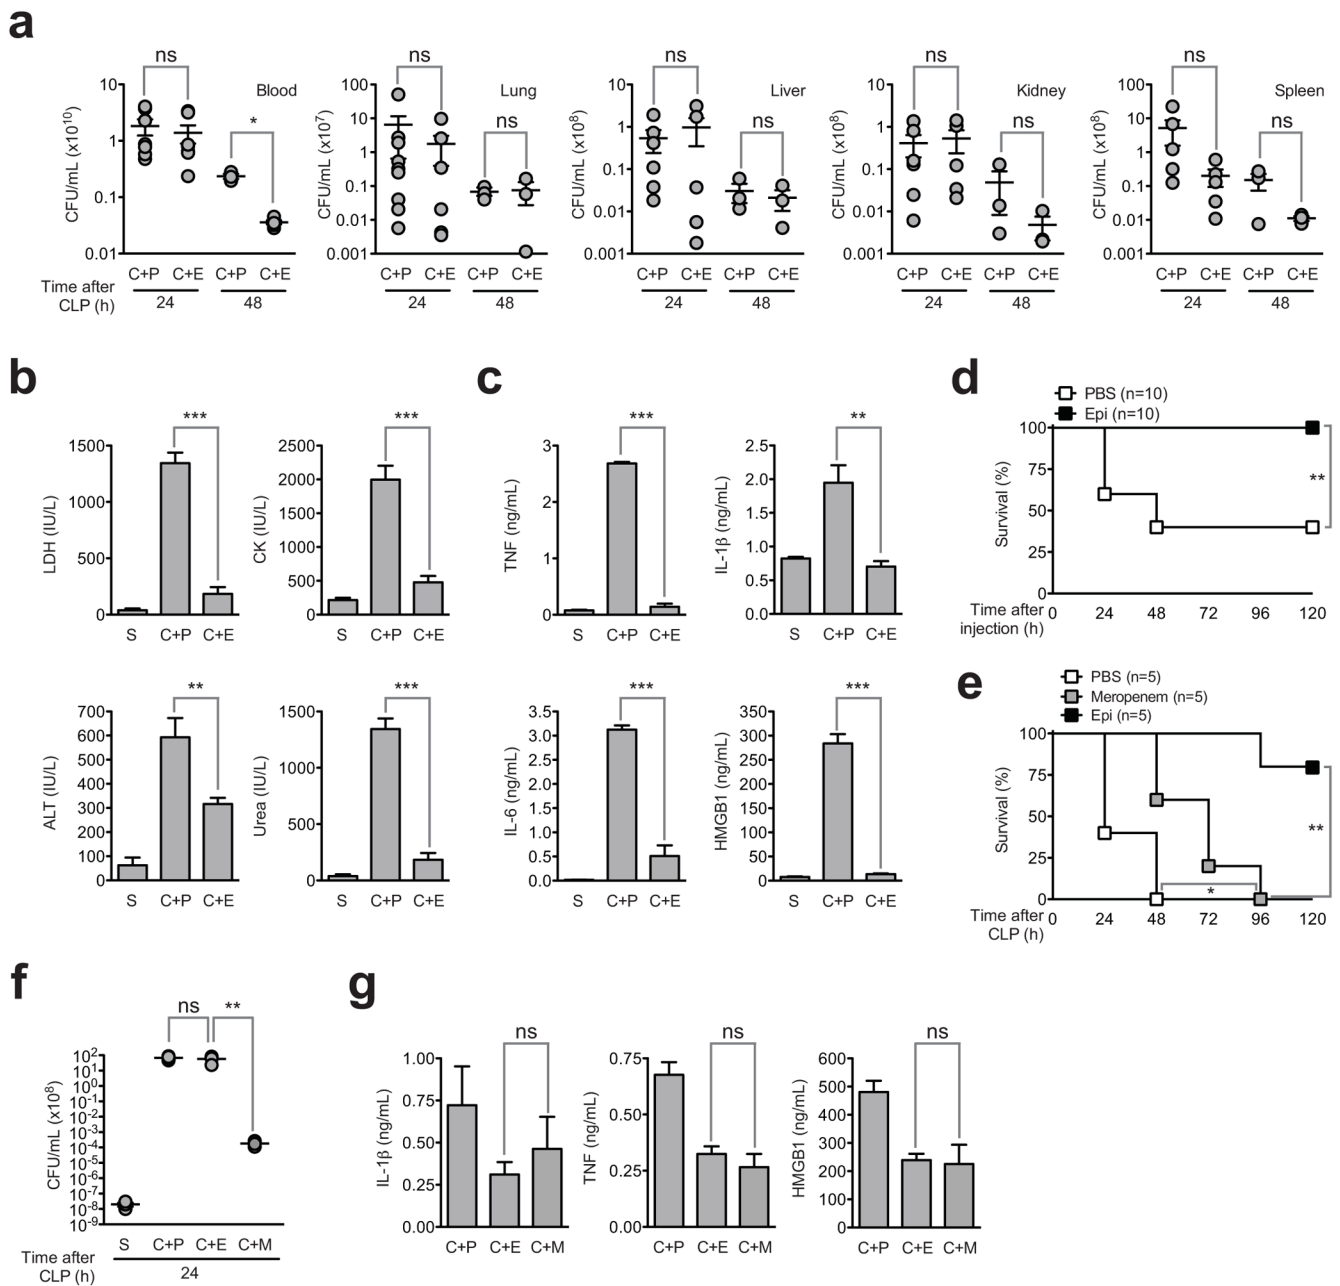 a
ns ns ns ns ns
10 Blood 100 Lung 10 Liver 10 Kidney 100 Spleen
* ns ns ns ns
CFU/mL (x10¹⁰)
1
0.1
0.01
CFU/mL (x10⁷)
10
1
0.1
0.01
0.001
CFU/mL (x10⁸)
1
0.1
0.01
0.001
CFU/mL (x10⁸)
1
0.1
0.01
0.001
CFU/mL (x10⁸)
10
1
0.1
0.01
0.001
C+P C+E C+P C+E C+P C+E C+P C+E C+P C+E C+P C+E C+P C+E C+P C+E C+P C+E C+P C+E
Time after
CLP (h)
24 48 24 48 24 48 24 48 24 48
b
***
LDH (IU/L)
1500
1000
500
0
S C+P C+E
***
CK (IU/L)
2500
2000
1500
1000
500
0
S C+P C+E
**
ALT (IU/L)
700
600
500
400
300
200
100
0
S C+P C+E
***
Urea (IU/L)
1500
1000
500
0
S C+P C+E
c
***
TNF (ng/mL)
3
2
1
0
S C+P C+E
**
IL-1β (ng/mL)
2.5
2.0
1.5
1.0
0.5
0.0
S C+P C+E
***
IL-6 (ng/mL)
3.5
3.0
2.5
2.0
1.5
1.0
0.5
0.0
S C+P C+E
***
HMGB1 (ng/mL)
350
300
250
200
150
100
50
0
S C+P C+E
d
PBS (n=10)
Epi (n=10)
Survival (%)
100
75
50
25
0
**
Time after
injection (h)
0 24 48 72 96 120
e
PBS (n=5)
Meropenem (n=5)
Epi (n=5)
Survival (%)
100
75
50
25
0
**
*
Time after
CLP (h)
0 24 48 72 96 120
f
ns **
CFU/mL (x10⁸)
10²
10¹
10⁰
10⁻¹
10⁻²
10⁻³
10⁻⁴
10⁻⁵
10⁻⁶
10⁻⁷
10⁻⁸
10⁻⁹
S C+P C+E C+M
Time after
CLP (h)
24
g
ns
IL-1β (ng/mL)
1.00
0.75
0.50
0.25
0.00
C+P C+E C+M
ns
TNF (ng/mL)
0.75
0.50
0.25
0.00
C+P C+E C+M
ns
HMGB1 (ng/mL)
600
500
400
300
200
100
0
C+P C+E C+M